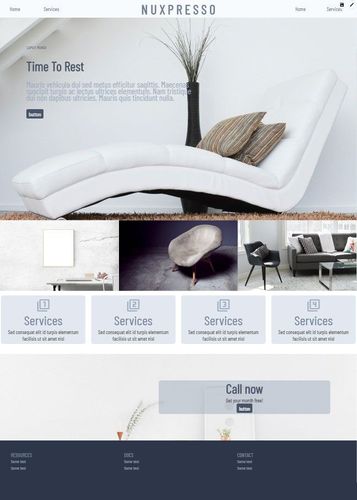 Home
Services
NUXPRESSO
Home
Services
Time To Rest
Mauris vehicula dui sed metus efficitur sagittis. Maecenas
suscipit turpis ac lectus ultrices elementum. Nam tristique
dui non dapibus ultricies. Mauris quis tincidunt nulla.
button
1
2
3
4
Services
Services
Services
Services
Sed consequat elit id turpis elementum
facilisis ut sit amet nisl
Sed consequat elit id turpis elementum
facilisis ut sit amet nisl
Sed consequat elit id turpis elementum
facilisis ut sit amet nisl
Sed consequat elit id turpis elementum
facilisis ut sit amet nisl
Call now
Get your month free!
button
RESOURCES
Some text
Some text
DOCS
Some text
Some text
CONTACT
Some text
Some text